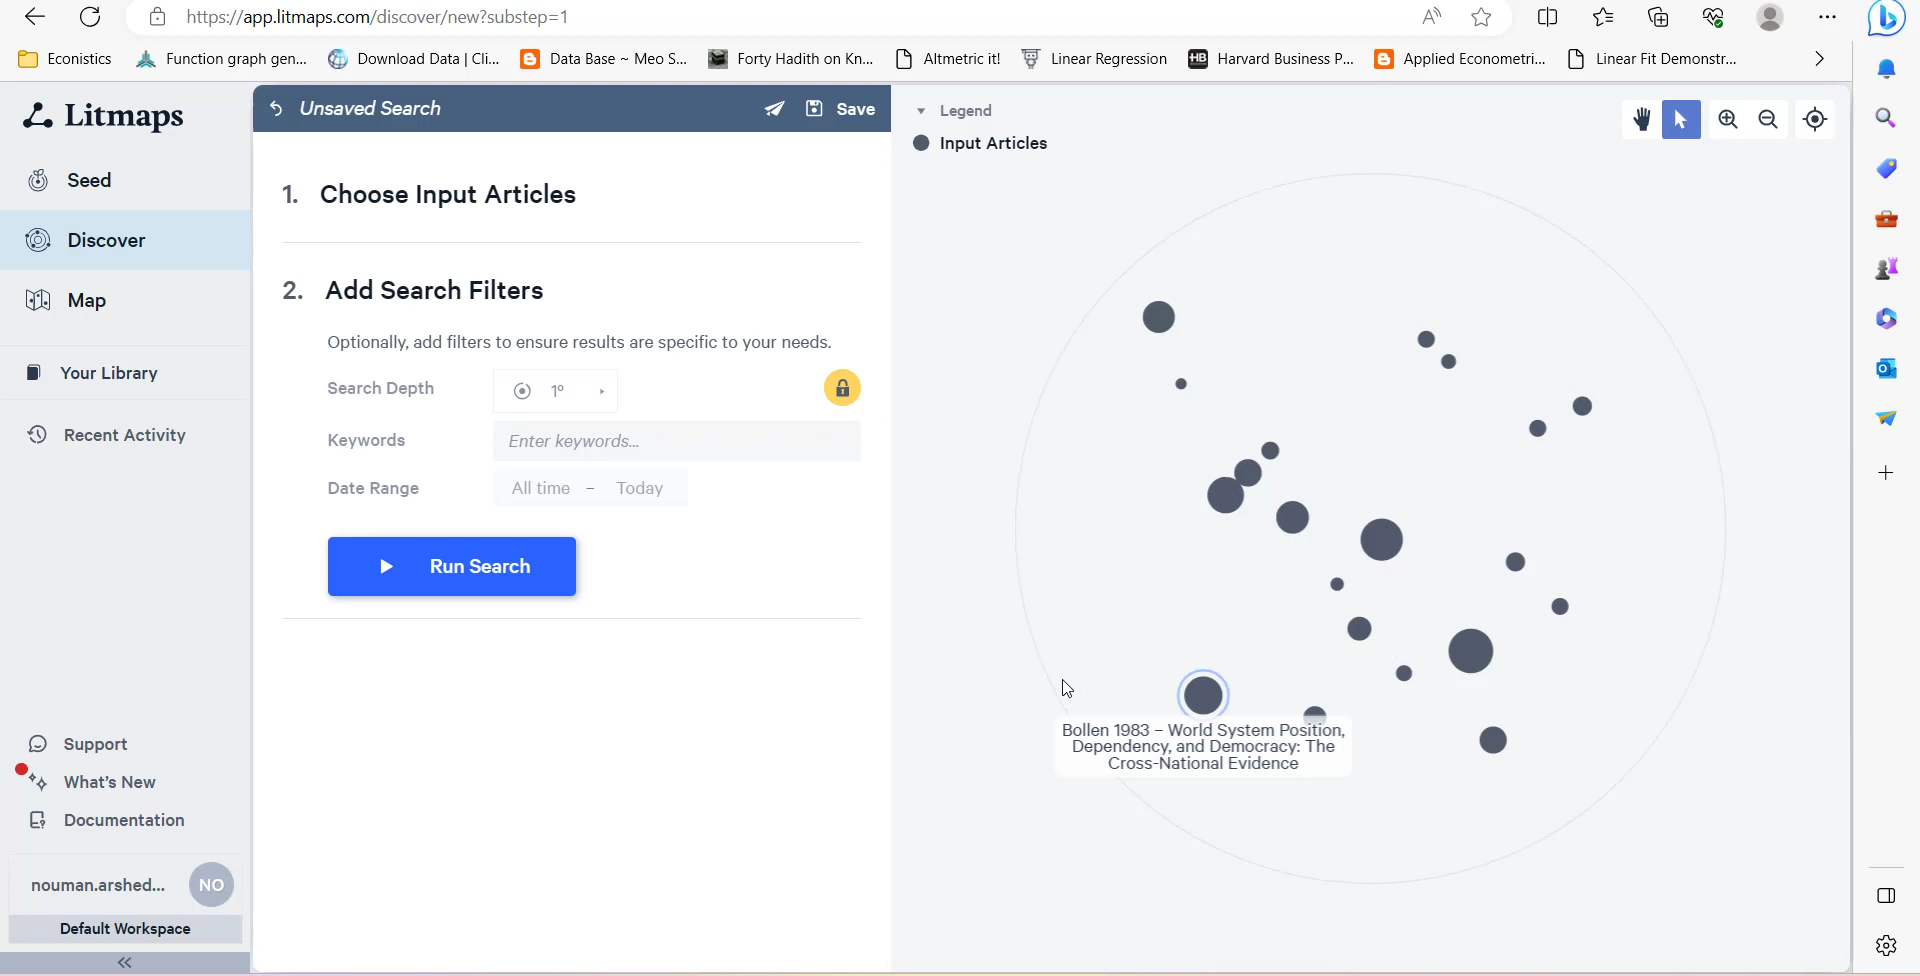 https://app.litmaps.com/discover/new?substep=1
Econistics
Function graph gen...
Download Data | Cli...
Data Base ~ Meo S...
Forty Hadith on Kn...
Altmetric it!
Linear Regression
HB
Harvard Business P...
Applied Econometri...
Linear Fit Demonstr...
Litmaps
Seed
Discover
Map
Your Library
Recent Activity
Support
What's New
Documentation
nouman.arshed...
NO
Default Workspace
Unsaved Search
Save
1. Choose Input Articles
2. Add Search Filters
Optionally, add filters to ensure results are specific to your needs.
Search Depth
1º
Keywords
Enter keywords...
Date Range
All time – Today
Run Search
Legend
Input Articles
Bollen 1983 – World System Position,
Dependency, and Democracy: The
Cross-National Evidence